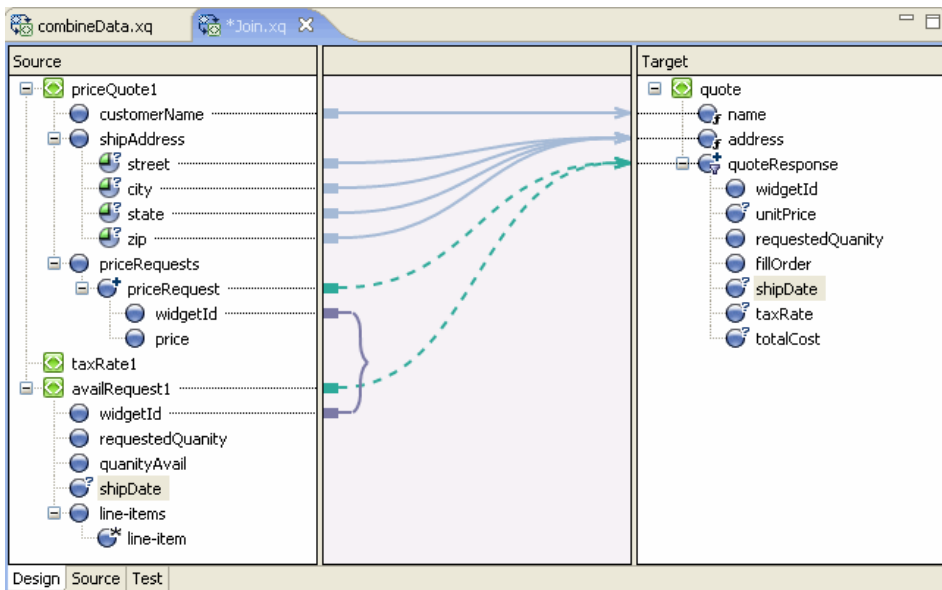 combineData.xq
*Join.xq
Source
Target
priceQuote1
customerName
shipAddress
street
city
state
zip
priceRequests
priceRequest
widgetId
price
taxRate1
availRequest1
widgetId
requestedQuanity
quanityAvail
shipDate
line-items
line-item
quote
name
address
quoteResponse
widgetId
unitPrice
requestedQuanity
fillOrder
shipDate
taxRate
totalCost
Design Source Test